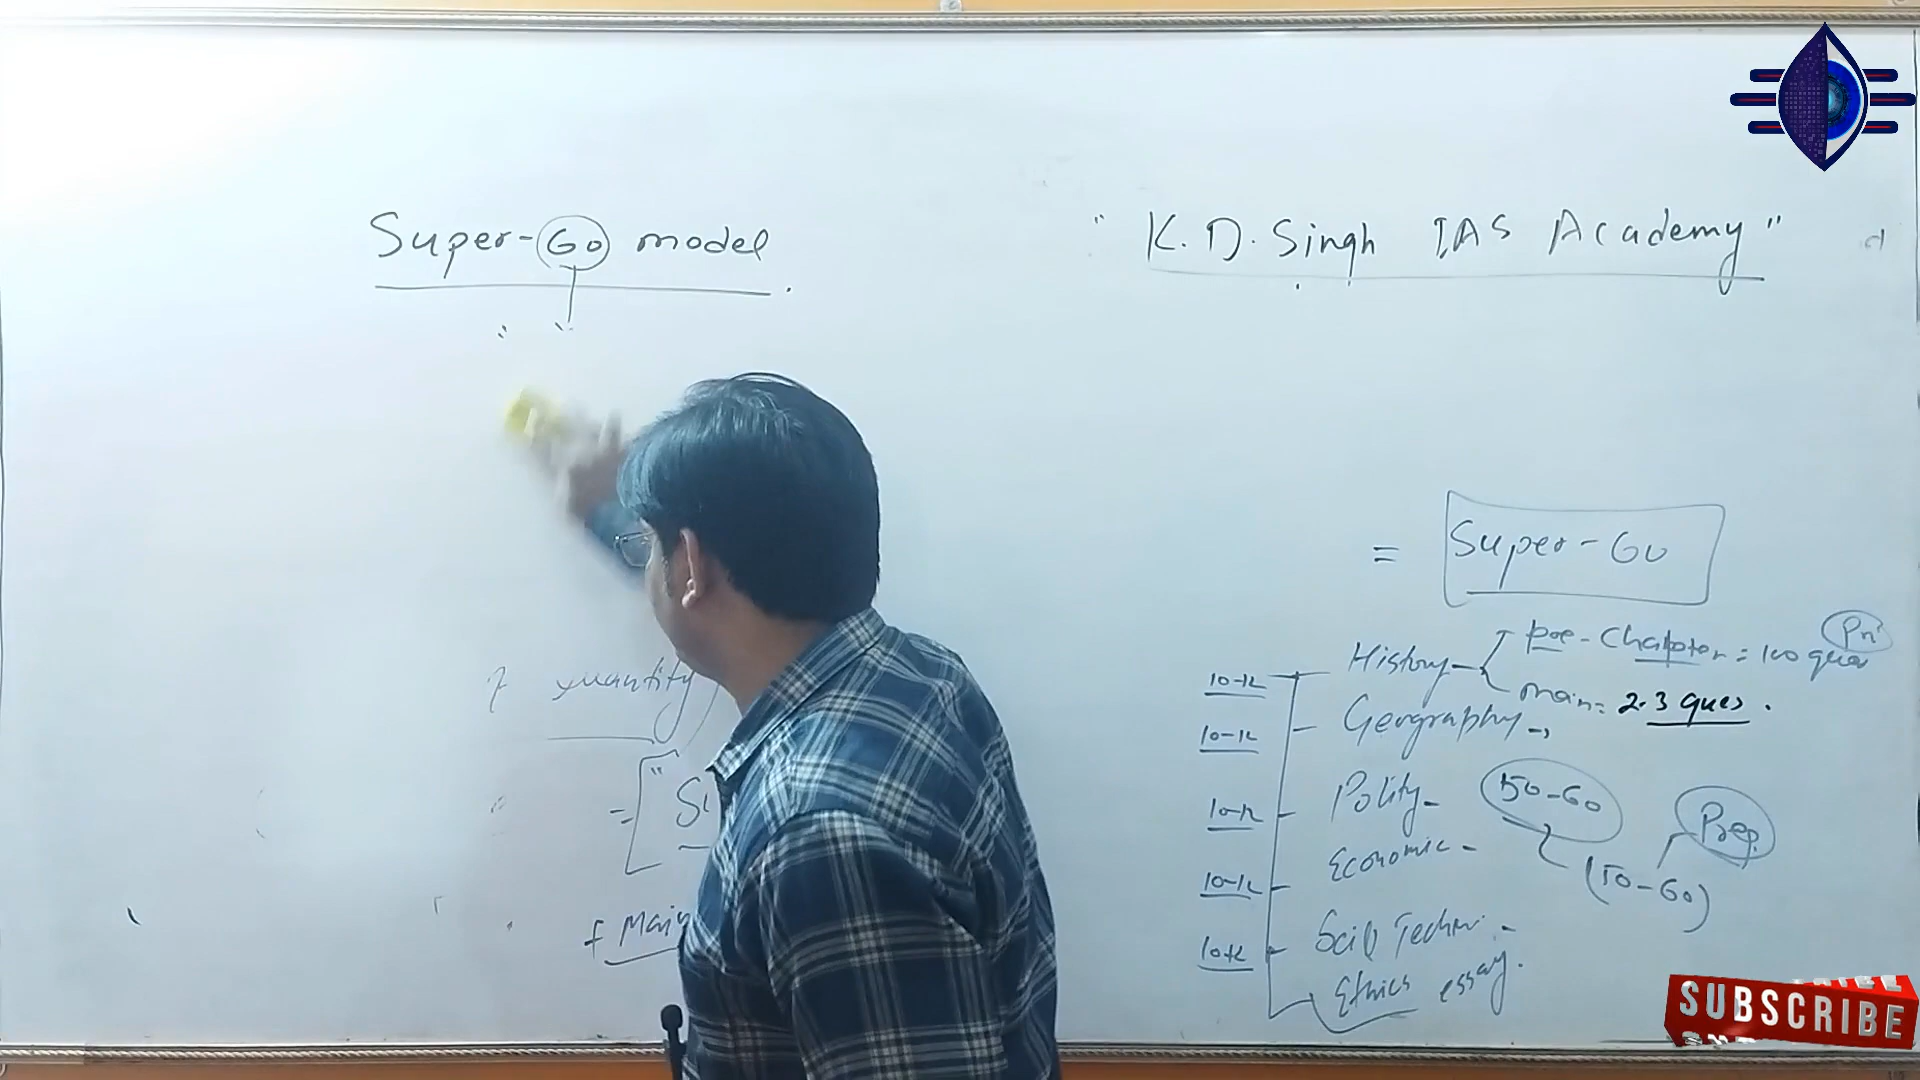 Super-60 model
" K.D. Singh IAS Academy "
= Super-60
10-12 History - Pre-Chapter = 100 ques
Pri
main = 2-3 ques.
10-12 Geography -,
10-12 Polity - 50-60
Prep.
10-12 Economic - (50-60)
10-12 Sci &
Ethics essay.
quantity
= "
f Main
SUBSCRIBE